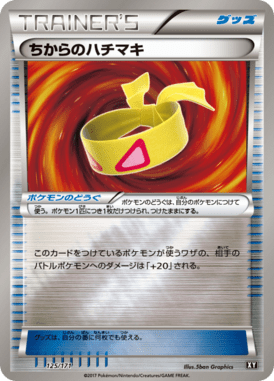 TRAINER'S
グッズ
ちからのハチマキ
ポケモンのどうぐ
ポケモンのどうぐは、自分のポケモンにつけて
使う。ポケモン1匹につき1枚だけつけられ、つけたままにする。
このカードをつけているポケモンが使うワザの、相手の
バトルポケモンへのダメージは「+20」される。
グッズは、自分の番に何枚でも使える。
125/171
illus.5ban Graphics
XY
©2017 Pokémon/Nintendo/Creatures/GAME FREAK.